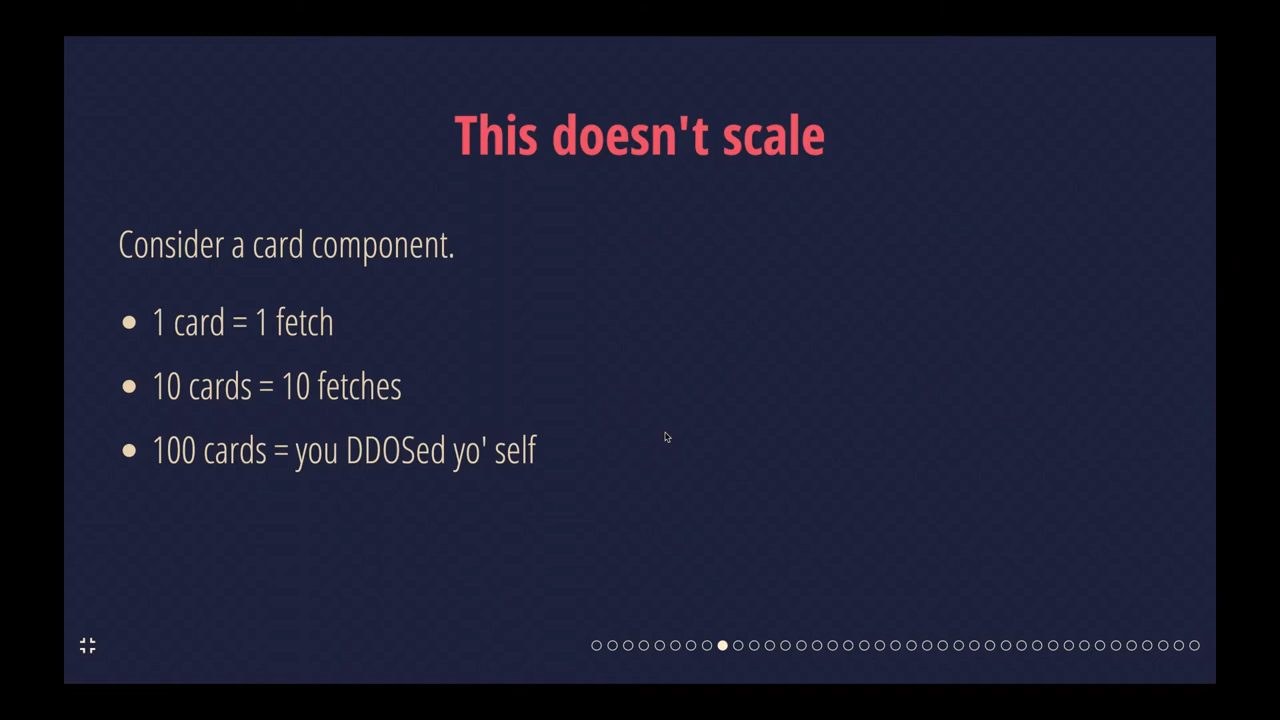 This doesn't scale
Consider a card component.
1 card = 1 fetch
10 cards = 10 fetches
100 cards = you DDOSed yo' self